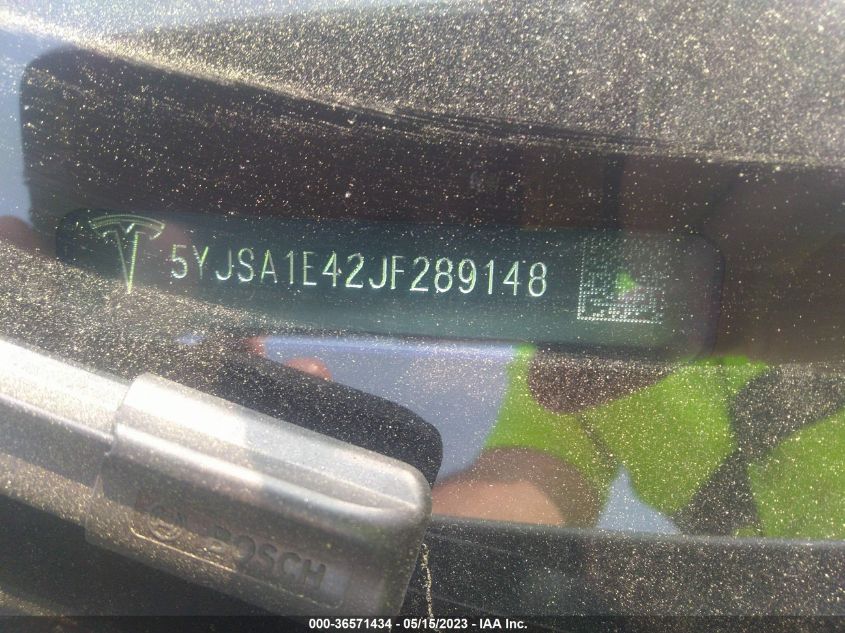 5YJSA1E42JF289148
BOSCH
000-36571434 - 05/15/2023 - IAA Inc.